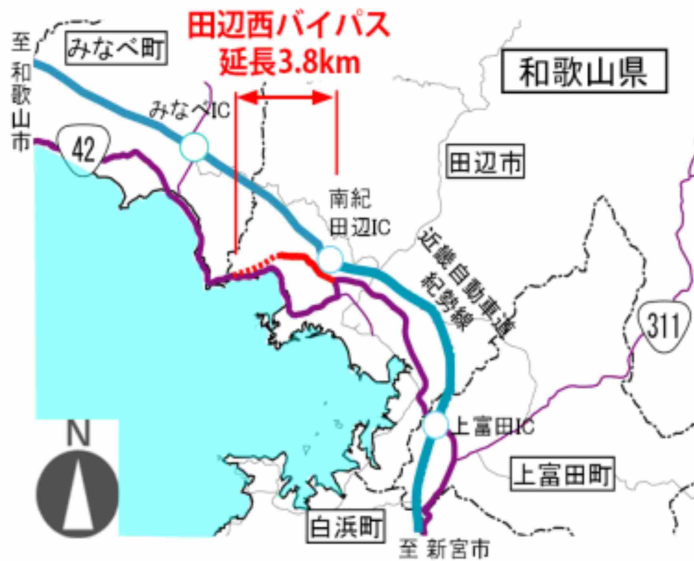 田辺西バイパス
延長3.8km
至 和歌山市
みなべ町
和歌山県
みなべIC
42
田辺市
南紀
田辺IC
近畿自動車道
紀勢線
311
上富田IC
N
上富田町
白浜町
至 新宮市